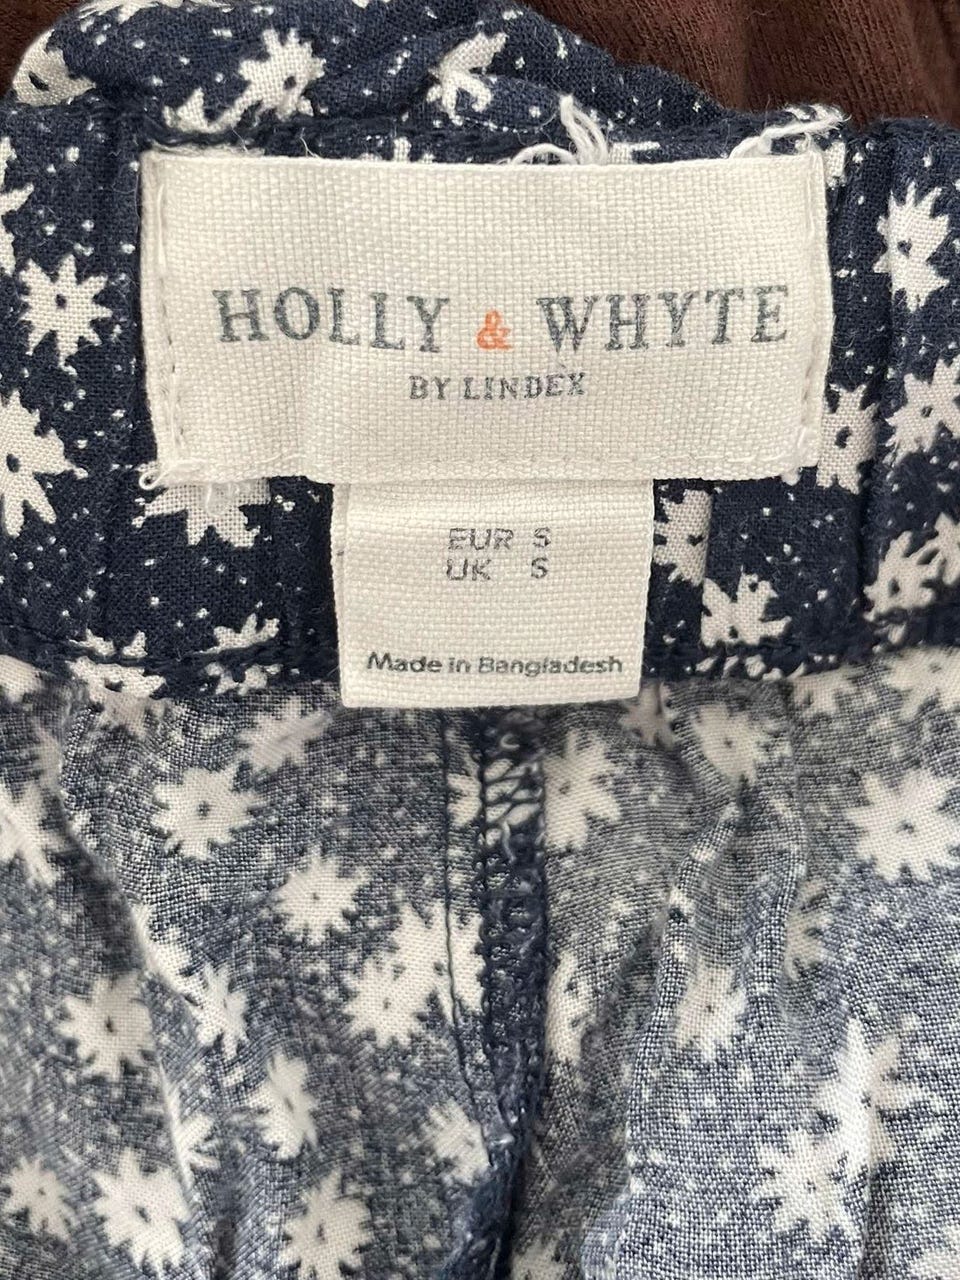 HOLLY & WHYTE
BY LINDEX
EUR S
UK S
Made in Bangladesh